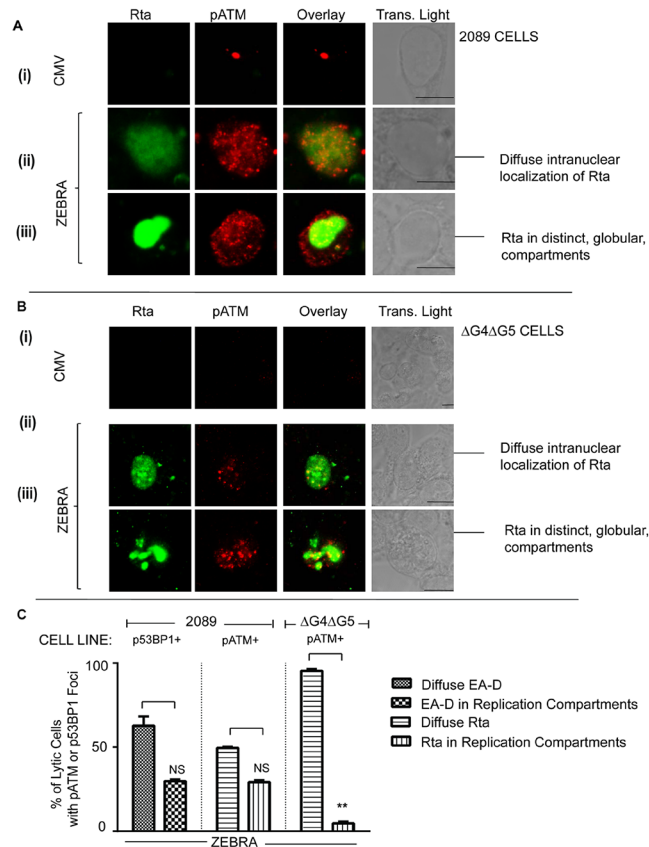 A
Rta pATM Overlay Trans. Light
2089 CELLS
(i)
CMV
(ii)
ZEBRA
Diffuse intranuclear
localization of Rta
(iii)
Rta in distinct, globular,
compartments
B
Rta pATM Overlay Trans. Light
ΔG4ΔG5 CELLS
(i)
CMV
(ii)
Diffuse intranuclear
localization of Rta
(iii)
ZEBRA
Rta in distinct, globular,
compartments
C
2089 ΔG4ΔG5
CELL LINE: p53BP1+ pATM+ pATM+
% of Lytic Cells
with pATM or p53BP1 Foci
100
50
0
NS
NS
**
ZEBRA
Diffuse EA-D
EA-D in Replication Compartments
Diffuse Rta
Rta in Replication Compartments